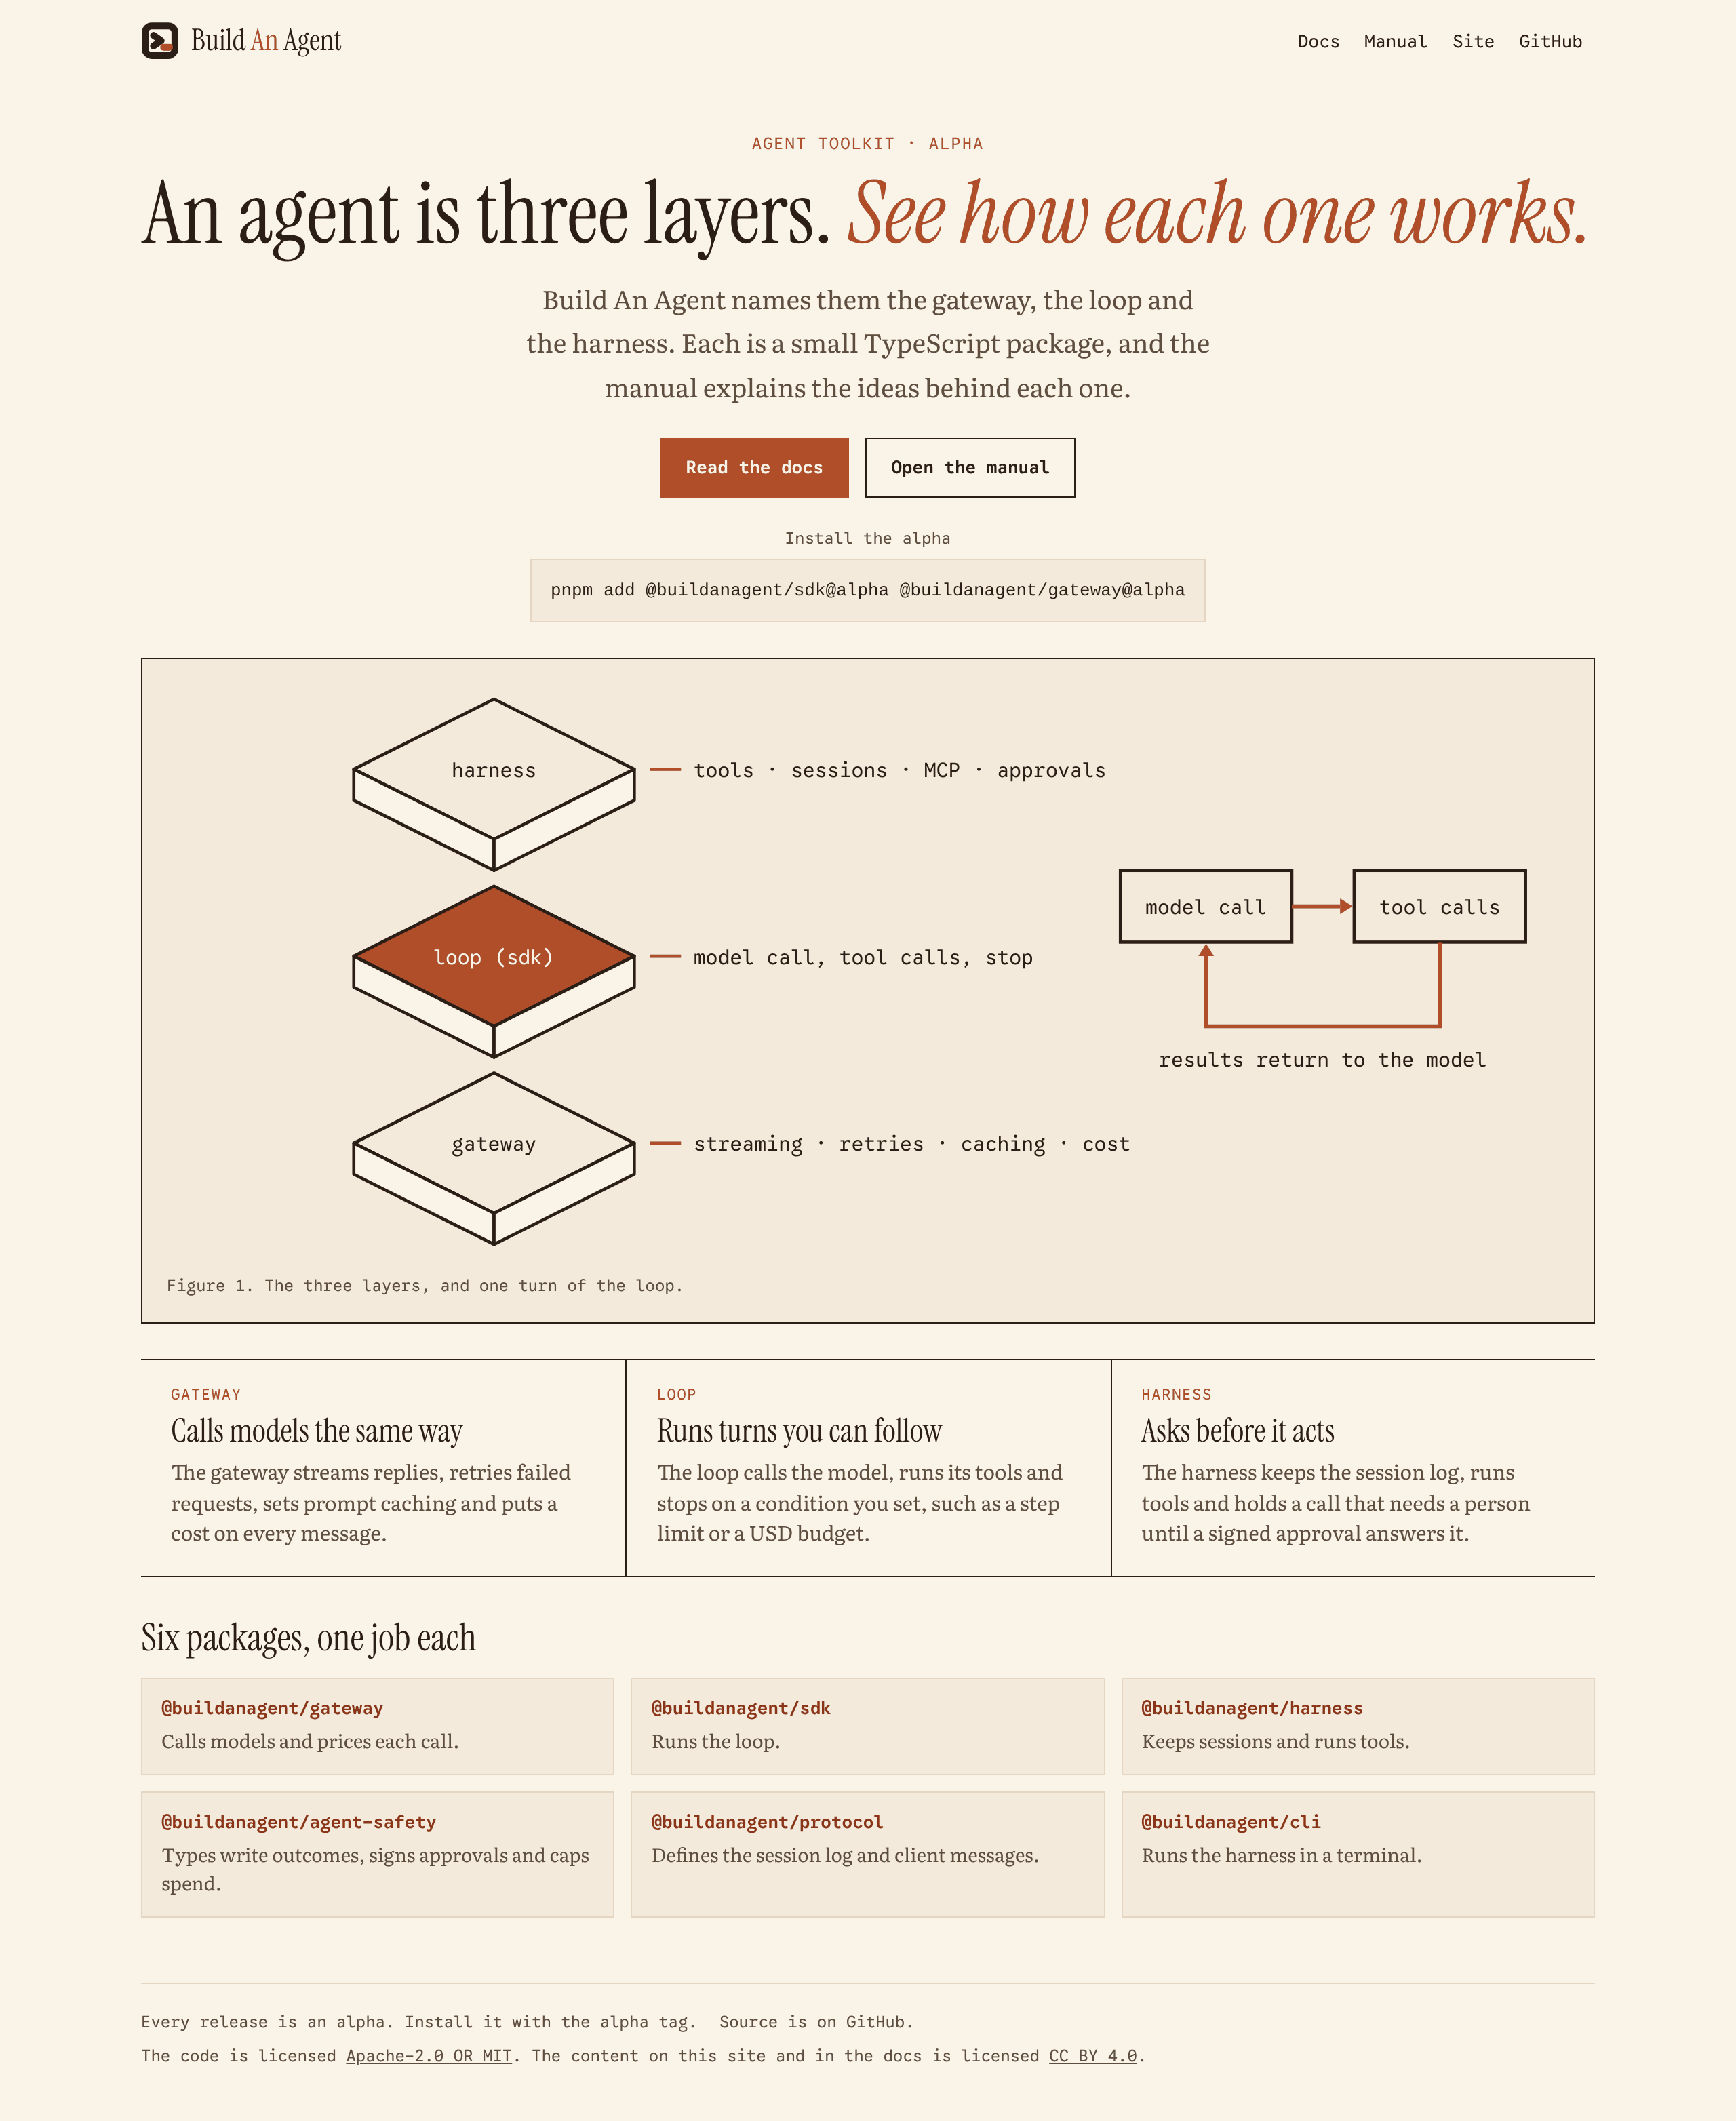 Build An Agent
Docs Manual Site GitHub
AGENT TOOLKIT · ALPHA
An agent is three layers. See how each one works.
Build An Agent names them the gateway, the loop and
the harness. Each is a small TypeScript package, and the
manual explains the ideas behind each one.
Read the docs
Open the manual
Install the alpha
pnpm add @buildanagent/sdk@alpha @buildanagent/gateway@alpha
harness
tools · sessions · MCP · approvals
model call
tool calls
loop (sdk)
model call, tool calls, stop
results return to the model
gateway
streaming · retries · caching · cost
Figure 1. The three layers, and one turn of the loop.
GATEWAY
Calls models the same way
The gateway streams replies, retries failed
requests, sets prompt caching and puts a
cost on every message.
LOOP
Runs turns you can follow
The loop calls the model, runs its tools and
stops on a condition you set, such as a step
limit or a USD budget.
HARNESS
Asks before it acts
The harness keeps the session log, runs
tools and holds a call that needs a person
until a signed approval answers it.
Six packages, one job each
@buildanagent/gateway
Calls models and prices each call.
@buildanagent/sdk
Runs the loop.
@buildanagent/harness
Keeps sessions and runs tools.
@buildanagent/agent-safety
Types write outcomes, signs approvals and caps
spend.
@buildanagent/protocol
Defines the session log and client messages.
@buildanagent/cli
Runs the harness in a terminal.
Every release is an alpha. Install it with the alpha tag. Source is on GitHub.
The code is licensed Apache-2.0 OR MIT. The content on this site and in the docs is licensed CC BY 4.0.